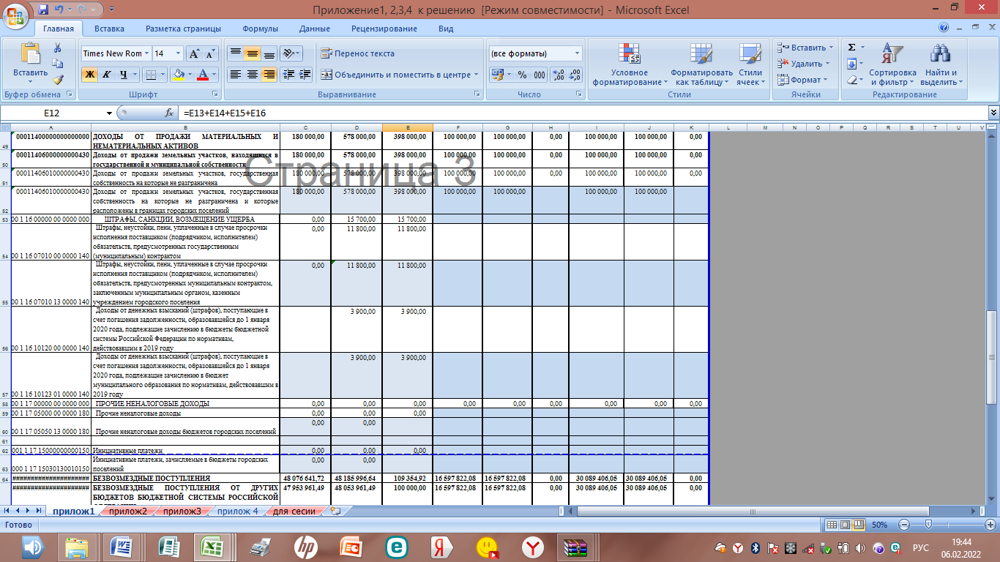 Приложение1, 2,3,4 к решению [Режим совместимости] - Microsoft Excel
Главная Вставка Разметка страницы Формулы Данные Рецензирование Вид
Вставить
Times New Rom 14
Ж К Ч
Перенос текста
Объединить и поместить в центре
(все форматы)
% 000
Условное форматирование
Форматировать как таблицу
Стили ячеек
Вставить
Удалить
Формат
Сортировка и фильтр
Найти и выделить
Буфер обмена Шрифт Выравнивание Число Стили Ячейки Редактирование
E12 =E13+E14+E15+E16
A B C D E F G H I J K L M N O P Q R S T U V
Страница 3
49 00011400000000000000 ДОХОДЫ ОТ ПРОДАЖИ МАТЕРИАЛЬНЫХ И 180 000,00 578 000,00 398 000,00 100 000,00 100 000,00 0,00 100 000,00 100 000,00 0,00
НЕМАТЕРИАЛЬНЫХ АКТИВОВ
50 00011406000000000430 Доходы от продажи земельных участков, находящихся в 180 000,00 578 000,00 398 000,00 100 000,00 100 000,00 0,00 100 000,00 100 000,00 0,00
государственной и муниципальной собственности
51 00011406010000000430 Доходы от продажи земельных участков, государственная 180 000,00 578 000,00 398 000,00 100 000,00 100 000,00 0,00 100 000,00 100 000,00 0,00
собственность на которые не разграничена
52 00011406010000000430 Доходы от продажи земельных участков, государственная 180 000,00 578 000,00 398 000,00 100 000,00 100 000,00 100 000,00 100 000,00
собственность на которые не разграничена и которые
расположены в границах городских поселений
53 00 1 16 00000 00 0000 000 ШТРАФЫ, САНКЦИИ, ВОЗМЕЩЕНИЕ УЩЕРБА 0,00 15 700,00 15 700,00
Штрафы, неустойки, пени, уплаченные в случае просрочки 0,00 11 800,00 11 800,00
исполнения поставщиком (подрядчиком, исполнителем)
обязательств, предусмотренных государственным
54 00 1 16 07010 00 0000 140 (муниципальным) контрактом
Штрафы, неустойки, пени, уплаченные в случае просрочки 0,00 11 800,00 11 800,00
исполнения поставщиком (подрядчиком, исполнителем)
обязательств, предусмотренных муниципальным контрактом,
заключенным муниципальным органом, казенным
55 00 1 16 07010 13 0000 140 учреждением городского поселения
Доходы от денежных взысканий (штрафов), поступающие в 3 900,00 3 900,00
счет погашения задолженности, образовавшейся до 1 января
2020 года, подлежащие зачислению в бюджеты бюджетной
системы Российской Федерации по нормативам,
56 00 1 16 10120 00 0000 140 действовавшим в 2019 году
Доходы от денежных взысканий (штрафов), поступающие в 3 900,00 3 900,00
счет погашения задолженности, образовавшейся до 1 января
2020 года, подлежащие зачислению в бюджет
муниципального образования по нормативам, действовавшим в
57 00 1 16 10123 01 0000 140 2019 году
58 00 1 17 00000 00 0000 000 ПРОЧИЕ НЕНАЛОГОВЫЕ ДОХОДЫ 0,00 0,00 0,00 0,00 0,00 0,00 0,00 0,00 0,00
59 00 1 17 05000 00 0000 180 Прочие неналоговые доходы 0,00 0,00 0,00
60 00 1 17 05050 13 0000 180 Прочие неналоговые доходы бюджетов городских поселений 0,00 0,00
61
62 001 1 17 15000000000150 Инициативные платежи 0,00 0,00 0,00
Инициативные платежи, зачисляемые в бюджеты городских 0,00 0,00
63 000 1 17 15030130010150 поселений
64 #################### БЕЗВОЗМЕЗДНЫЕ ПОСТУПЛЕНИЯ 48 076 641,72 48 185 996,64 109 354,92 16 597 822,08 16 597 822,08 0,00 30 089 406,05 30 089 406,05 0,00
#################### БЕЗВОЗМЕЗДНЫЕ ПОСТУПЛЕНИЯ ОТ ДРУГИХ 47 953 961,49 48 053 961,49 100 000,00 16 597 822,08 16 597 822,08 0,00 30 089 406,05 30 089 406,05 0,00
БЮДЖЕТОВ БЮДЖЕТНОЙ СИСТЕМЫ РОССИЙСКОЙ
прилож1 прилож2 прилож3 прилож 4 для сесии
Готово 50%
РУС 19:44
06.02.2022